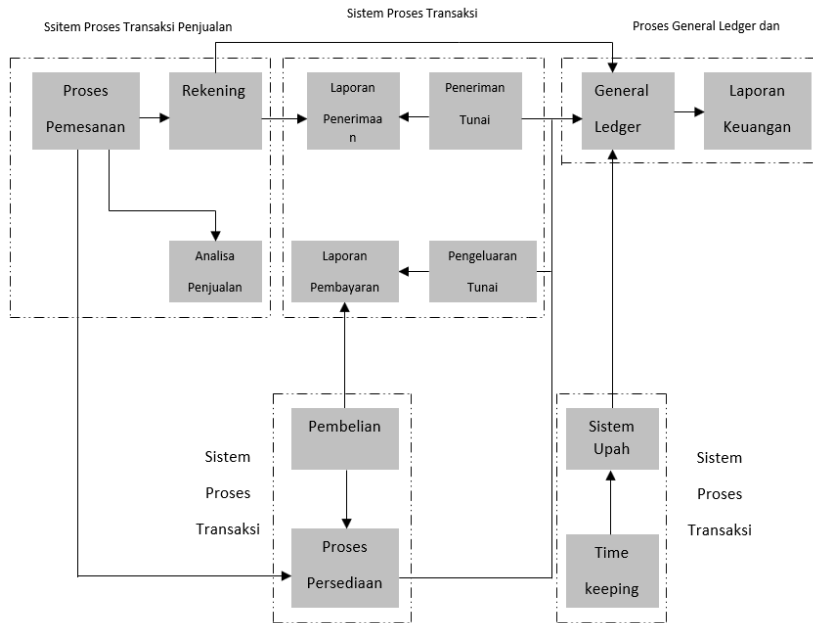 Ssitem Proses Transaksi Penjualan
Sistem Proses Transaksi
Proses General Ledger dan
Proses
Pemesanan
Rekening
Laporan
Penerimaa
n
Peneriman
Tunai
General
Ledger
Laporan
Keuangan
Analisa
Penjualan
Laporan
Pembayaran
Pengeluaran
Tunai
Sistem
Proses
Transaksi
Pembelian
Proses
Persediaan
Sistem
Upah
Time
keeping
Sistem
Proses
Transaksi